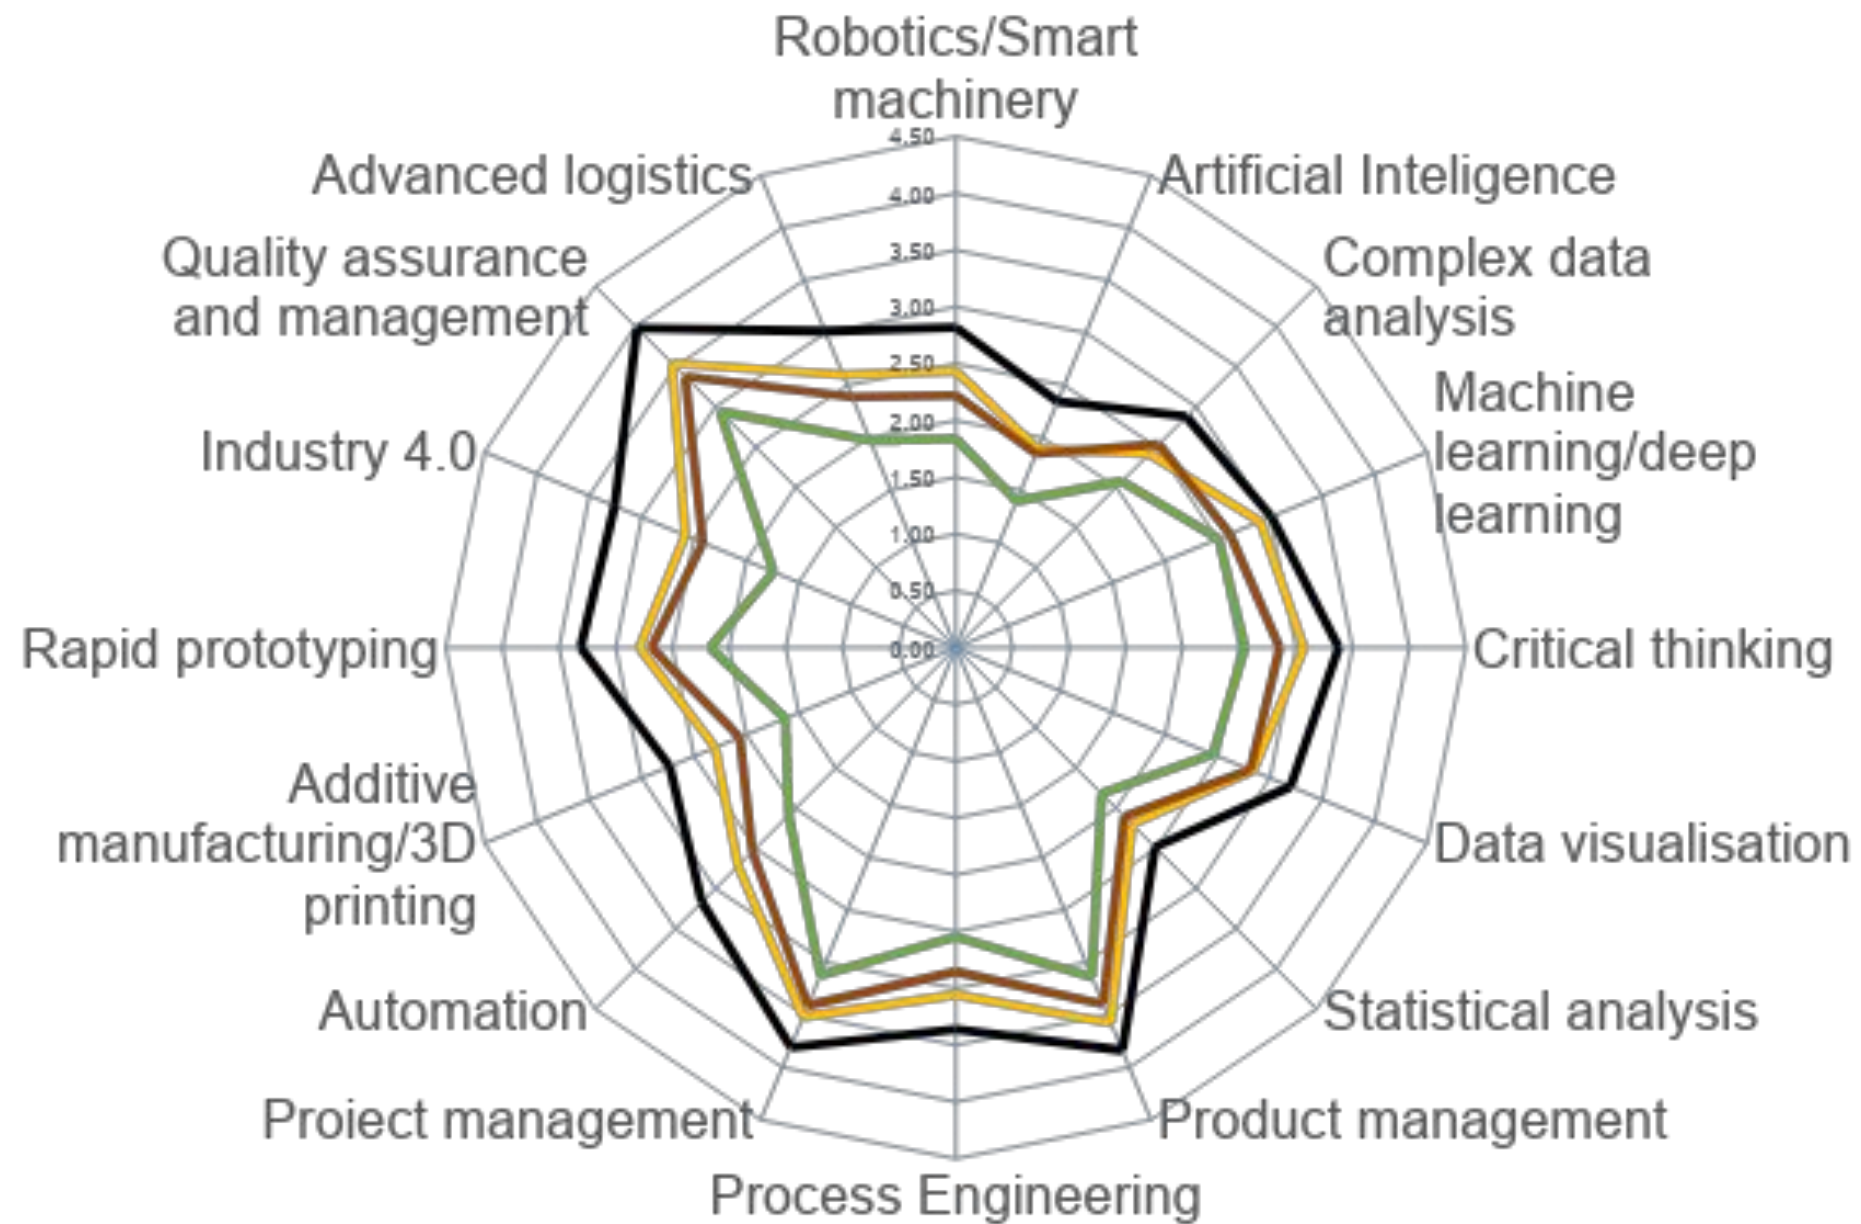 Robotics/Smart
machinery
Artificial Inteligence
Complex data
analysis
Machine
learning/deep
learning
Critical thinking
Data visualisation
Statistical analysis
Product management
Process Engineering
Proiect management
Automation
Additive
manufacturing/3D
printing
Rapid prototyping
Industry 4.0
Quality assurance
and management
Advanced logistics
4.50
4.00
3.50
3.00
2.50
2.00
1.50
1.00
0.50
0.00